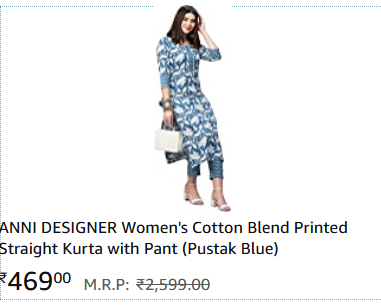 ANNI DESIGNER Women's Cotton Blend Printed
Straight Kurta with Pant (Pustak Blue)
₹469⁰⁰ M.R.P: ₹2,599.00